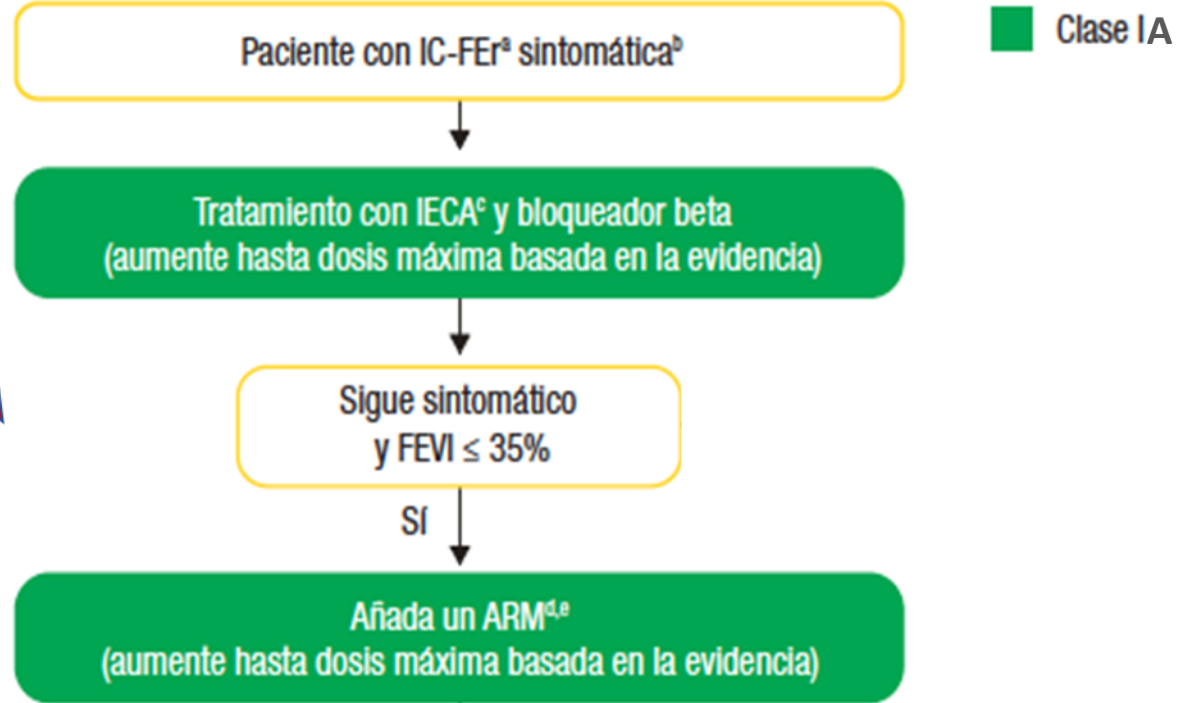 Paciente con IC-FErᵃ sintomáticaᵇ
Clase IA
Tratamiento con IECAᶜ y bloqueador beta
(aumente hasta dosis máxima basada en la evidencia)
Sigue sintomático
y FEVI ≤ 35%
Sí
Añada un ARMᵈ,ᵉ
(aumente hasta dosis máxima basada en la evidencia)